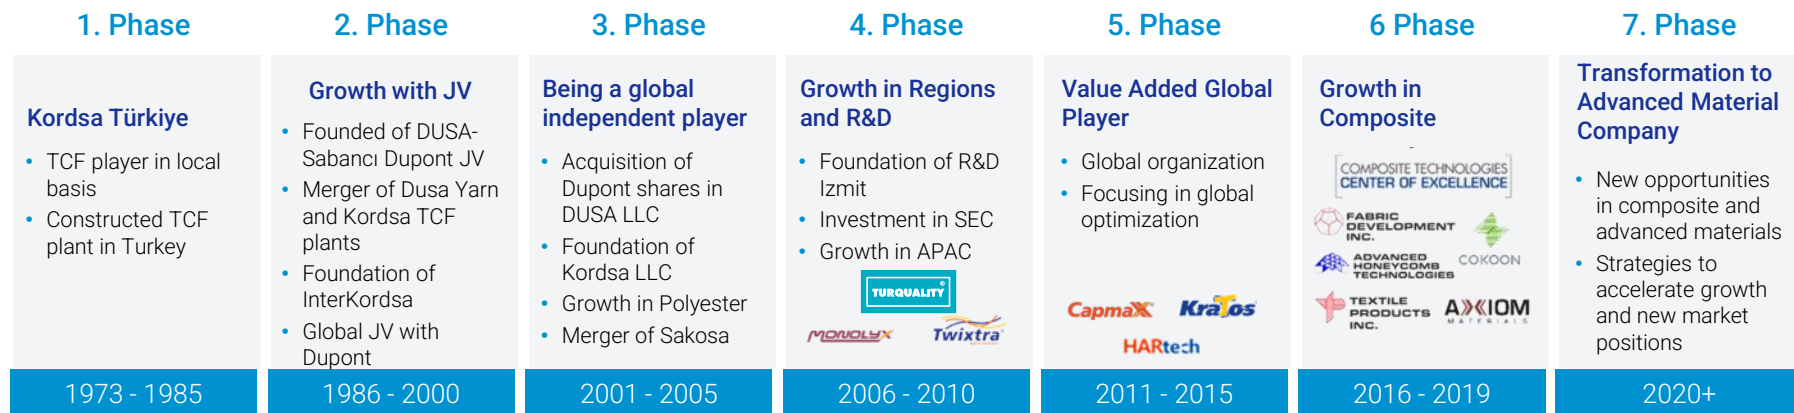 1. Phase
Kordsa Türkiye
• TCF player in local
basis
• Constructed TCF
plant in Turkey
1973 - 1985
2. Phase
Growth with JV
• Founded of DUSA-
Sabancı Dupont JV
• Merger of Dusa Yarn
and Kordsa TCF
plants
• Foundation of
InterKordsa
• Global JV with
Dupont
1986 - 2000
3. Phase
Being a global
independent player
• Acquisition of
Dupont shares in
DUSA LLC
• Foundation of
Kordsa LLC
• Growth in Polyester
• Merger of Sakosa
2001 - 2005
4. Phase
Growth in Regions
and R&D
• Foundation of R&D
Izmit
• Investment in SEC
• Growth in APAC
TURQUALITY®
MONOLYX
Twixtra
2006 - 2010
5. Phase
Value Added Global
Player
• Global organization
• Focusing in global
optimization
CapmaX
KraTos
HARtech
2011 - 2015
6 Phase
Growth in
Composite
COMPOSITE TECHNOLOGIES
CENTER OF EXCELLENCE
FABRIC
DEVELOPMENT
INC.
ADVANCED
HONEYCOMB
TECHNOLOGIES
COKOON
TEXTILE
PRODUCTS
INC.
AXIOM
MATERIALS
2016 - 2019
7. Phase
Transformation to
Advanced Material
Company
• New opportunities
in composite and
advanced materials
• Strategies to
accelerate growth
and new market
positions
2020+